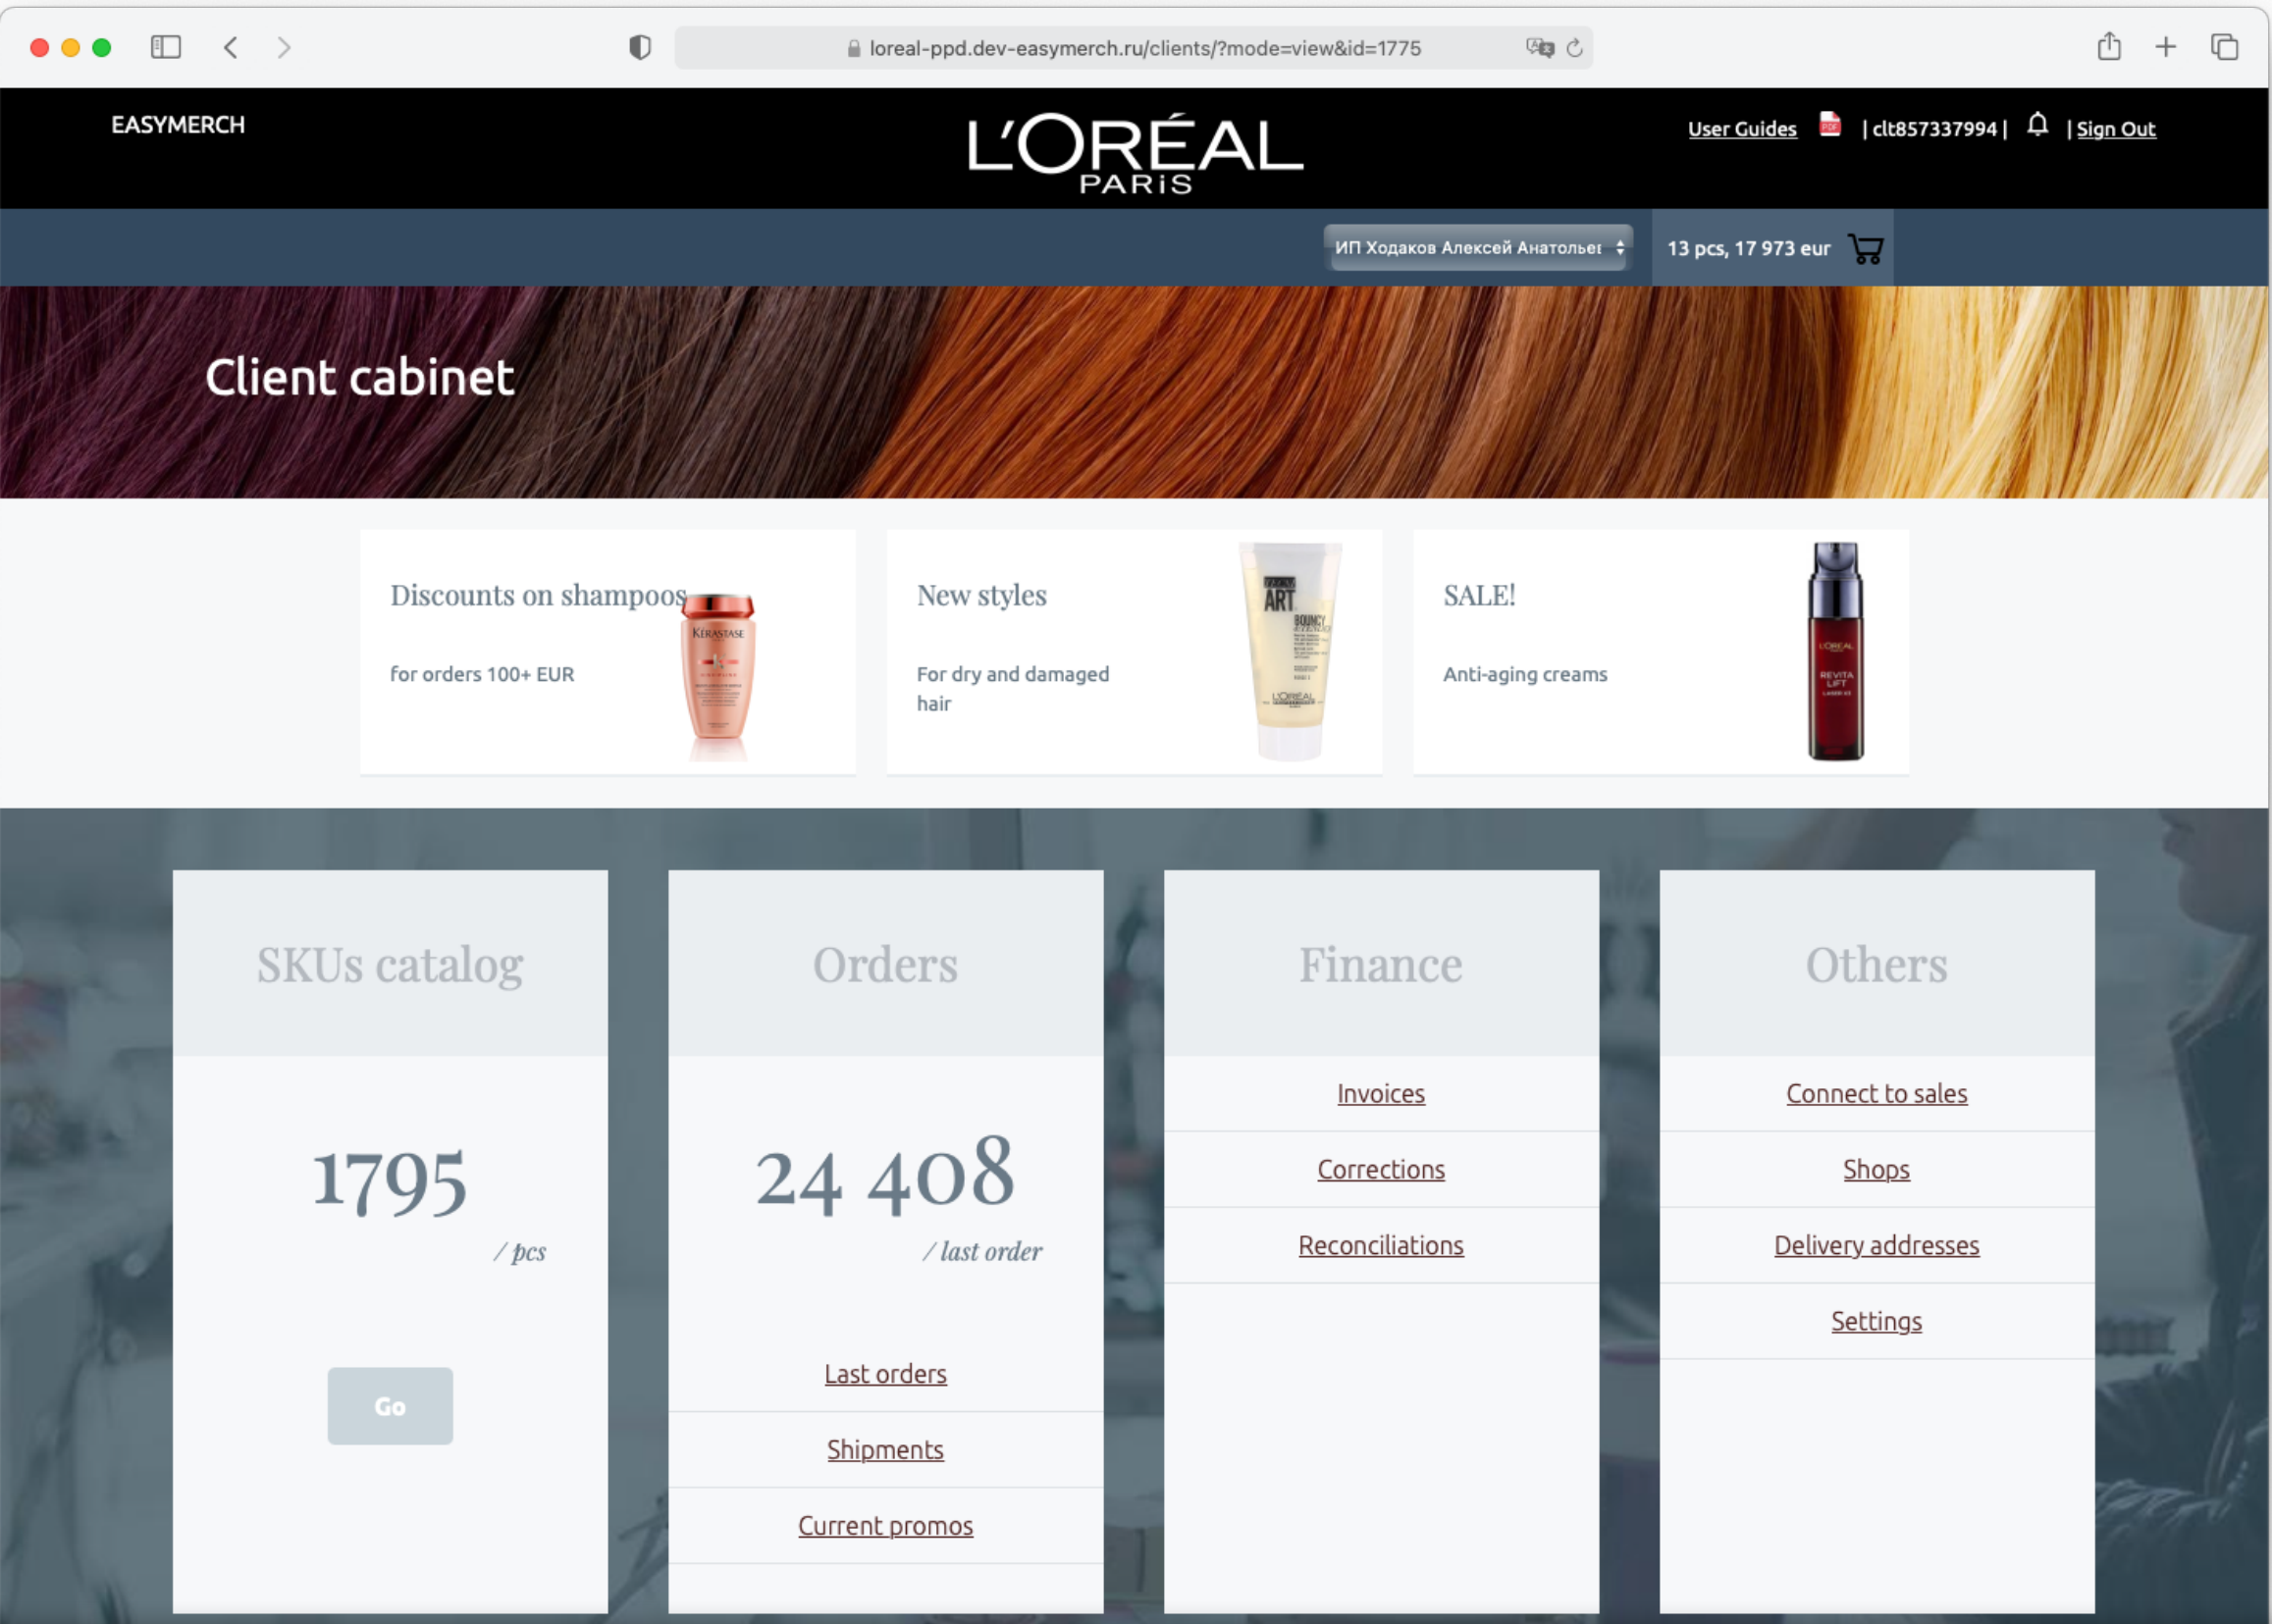 loreal-ppd.dev-easymerch.ru/clients/?mode=view&id=1775
EASYMERCH
L'ORÉAL
PARiS
User Guides
PDF
| clt857337994 |
| Sign Out
ИП Ходаков Алексей Анатольев
13 pcs, 17 973 eur
Client cabinet
Discounts on shampoos
for orders 100+ EUR
KÉRASTASE
New styles
For dry and damaged
hair
ART
BOUNCY
L'ORÉAL
SALE!
Anti-aging creams
L'ORÉAL
REVITA
LIFT
LASER X3
SKUs catalog
1795
/ pcs
Go
Orders
24 408
/ last order
Last orders
Shipments
Current promos
Finance
Invoices
Corrections
Reconciliations
Others
Connect to sales
Shops
Delivery addresses
Settings